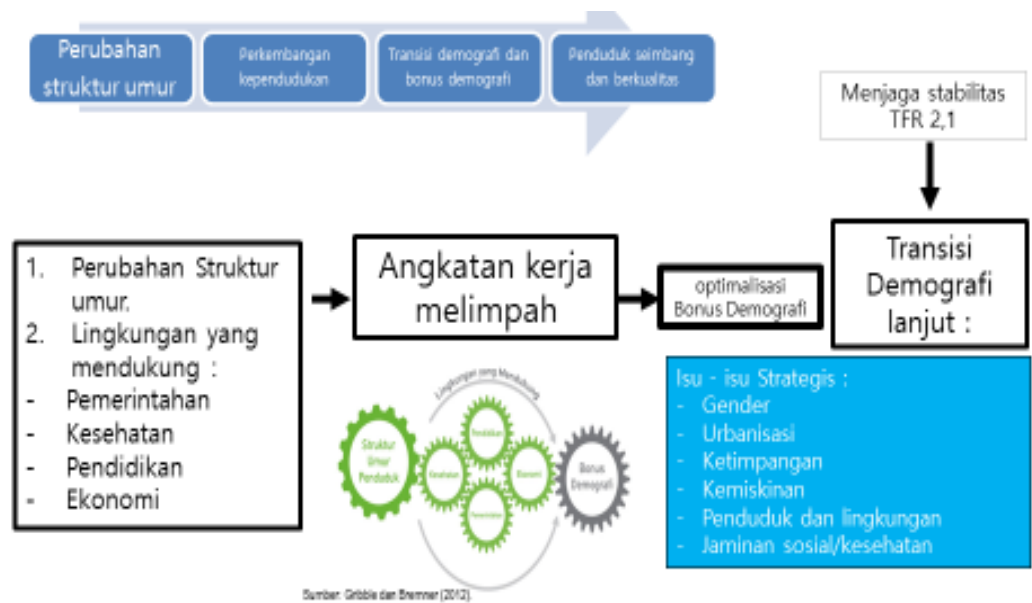 Perubahan
struktur umur
Perkembangan
kependudukan
Transisi demografi dan
bonus demografi
Penduduk seimbang
dan berkualitas
Menjaga stabilitas
TFR 2,1
1. Perubahan Struktur
umur.
2. Lingkungan yang
mendukung :
- Pemerintahan
- Kesehatan
- Pendidikan
- Ekonomi
Angkatan kerja
melimpah
optimalisasi
Bonus Demografi
Transisi
Demografi
lanjut :
Isu - isu Strategis :
- Gender
- Urbanisasi
- Ketimpangan
- Kemiskinan
- Penduduk dan lingkungan
- Jaminan sosial/kesehatan
Lingkungan yang Mendukung
Struktur
Umur
Penduduk
Kesehatan
Pendidikan
Ekonomi
Bonus
Demografi
Sumber: Gribble dan Bremner (2012).